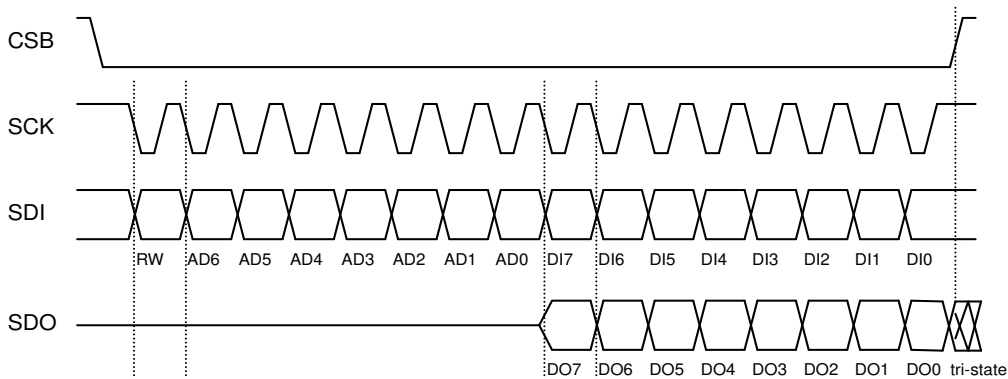 CSB
SCK
SDI
RW AD6 AD5 AD4 AD3 AD2 AD1 AD0 DI7 DI6 DI5 DI4 DI3 DI2 DI1 DI0
SDO
DO7 DO6 DO5 DO4 DO3 DO2 DO1 DO0 tri-state